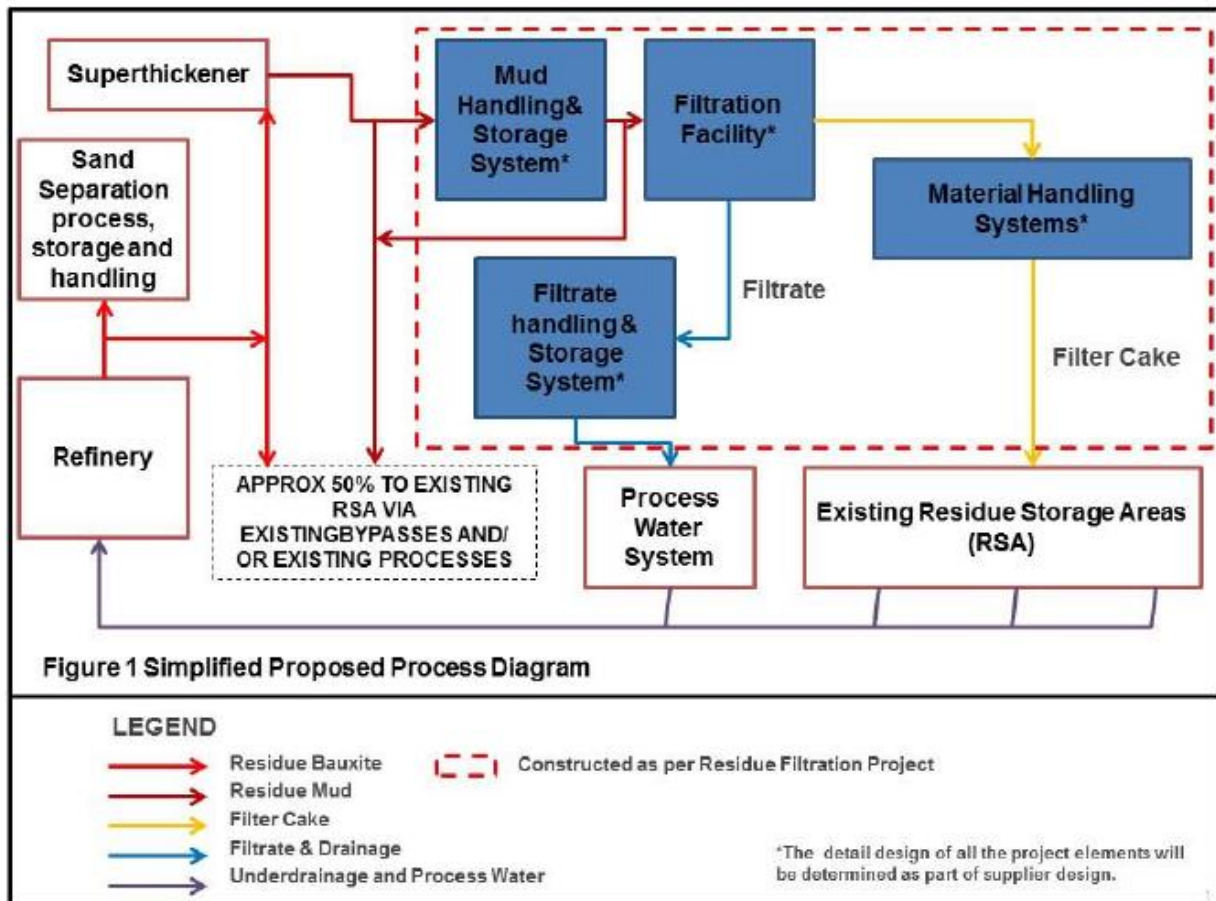 Superthickener
Sand
Separation
process,
storage and
handling
Refinery
Mud
Handling&
Storage
System*
Filtration
Facility*
Material Handling
Systems*
Filtrate
handling &
Storage
System*
Filtrate
Filter Cake
APPROX 50% TO EXISTING
RSA VIA
EXISTINGBYPASSES AND/
OR EXISTING PROCESSES
Process
Water
System
Existing Residue Storage Areas
(RSA)
Figure 1 Simplified Proposed Process Diagram
LEGEND
Residue Bauxite
Residue Mud
Filter Cake
Filtrate & Drainage
Underdrainage and Process Water
Constructed as per Residue Filtration Project
*The detail design of all the project elements will
be determined as part of supplier design.
1